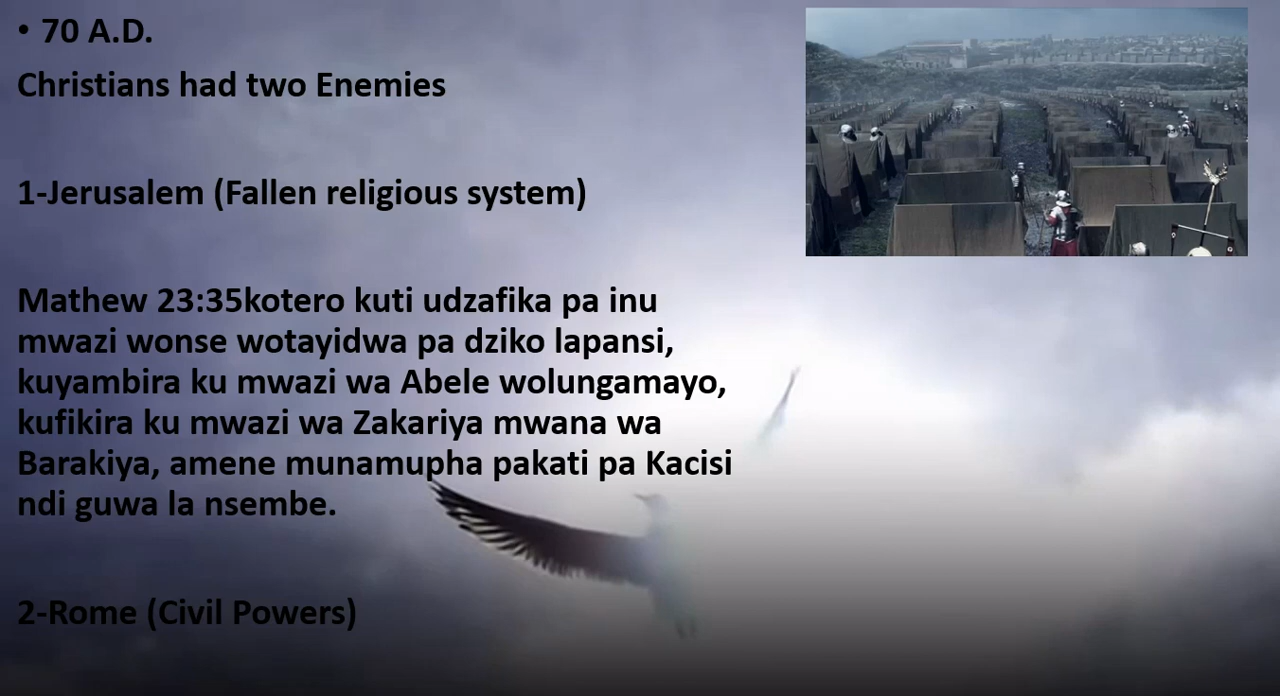 • 70 A.D.
Christians had two Enemies
1-Jerusalem (Fallen religious system)
Mathew 23:35kotero kuti udzafika pa inu
mwazi wonse wotayidwa pa dziko lapansi,
kuyambira ku mwazi wa Abele wolungamayo,
kufikira ku mwazi wa Zakariya mwana wa
Barakiya, amene munamupha pakati pa Kacisi
ndi guwa la nsembe.
2-Rome (Civil Powers)